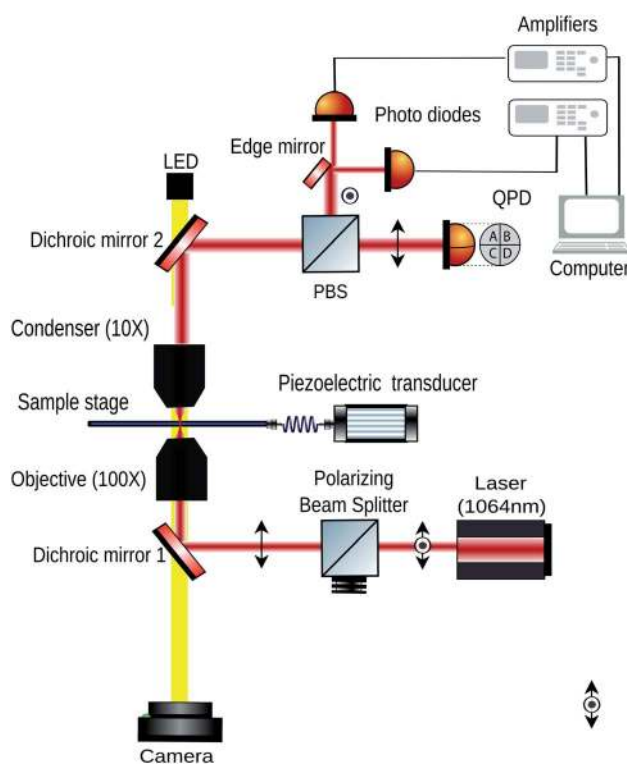 Amplifiers
Photo diodes
Edge mirror
LED
QPD
Dichroic mirror 2
A B
C D
PBS
Computer
Condenser (10X)
Piezoelectric transducer
Sample stage
Objective (100X)
Polarizing
Beam Splitter
Laser
(1064nm)
Dichroic mirror 1
Camera